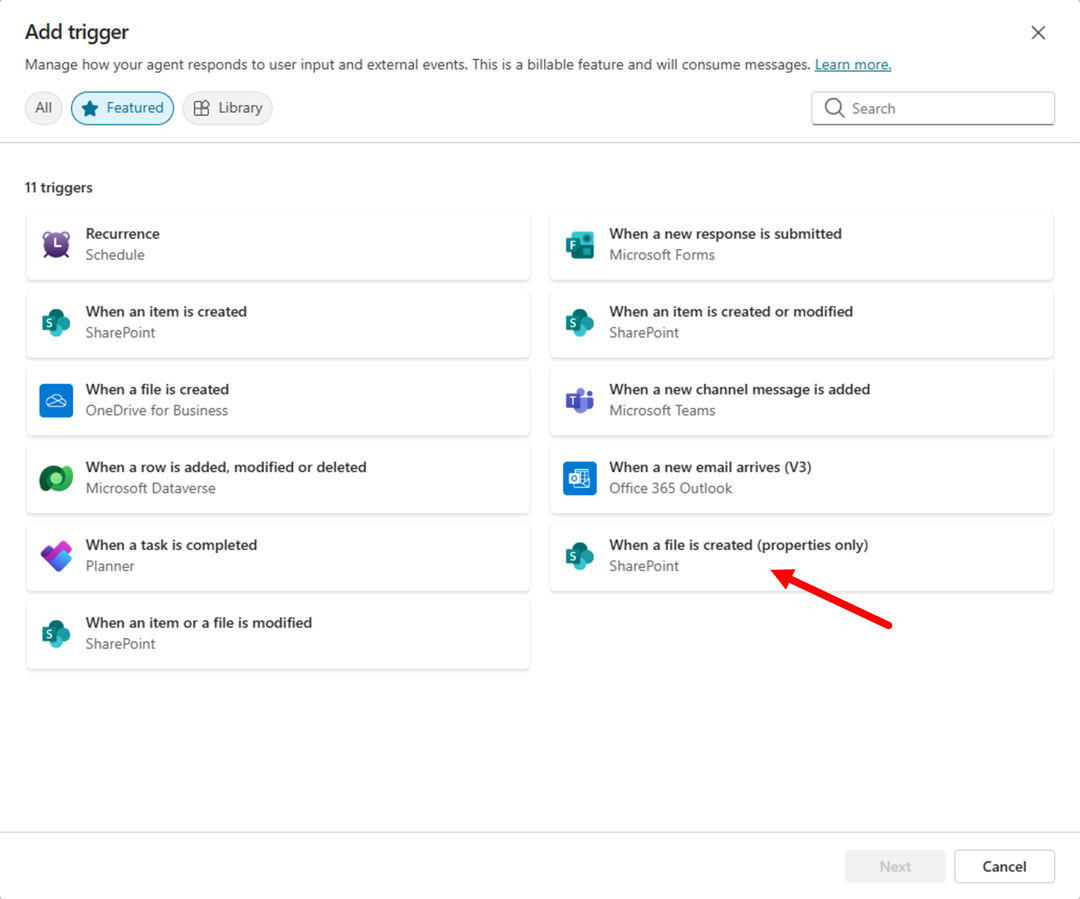 Add trigger
Manage how your agent responds to user input and external events. This is a billable feature and will consume messages. Learn more.
All
Featured
Library
Search
11 triggers
Recurrence
Schedule
When a new response is submitted
Microsoft Forms
When an item is created
SharePoint
When an item is created or modified
SharePoint
When a file is created
OneDrive for Business
When a new channel message is added
Microsoft Teams
When a row is added, modified or deleted
Microsoft Dataverse
When a new email arrives (V3)
Office 365 Outlook
When a task is completed
Planner
When a file is created (properties only)
SharePoint
When an item or a file is modified
SharePoint
Next
Cancel